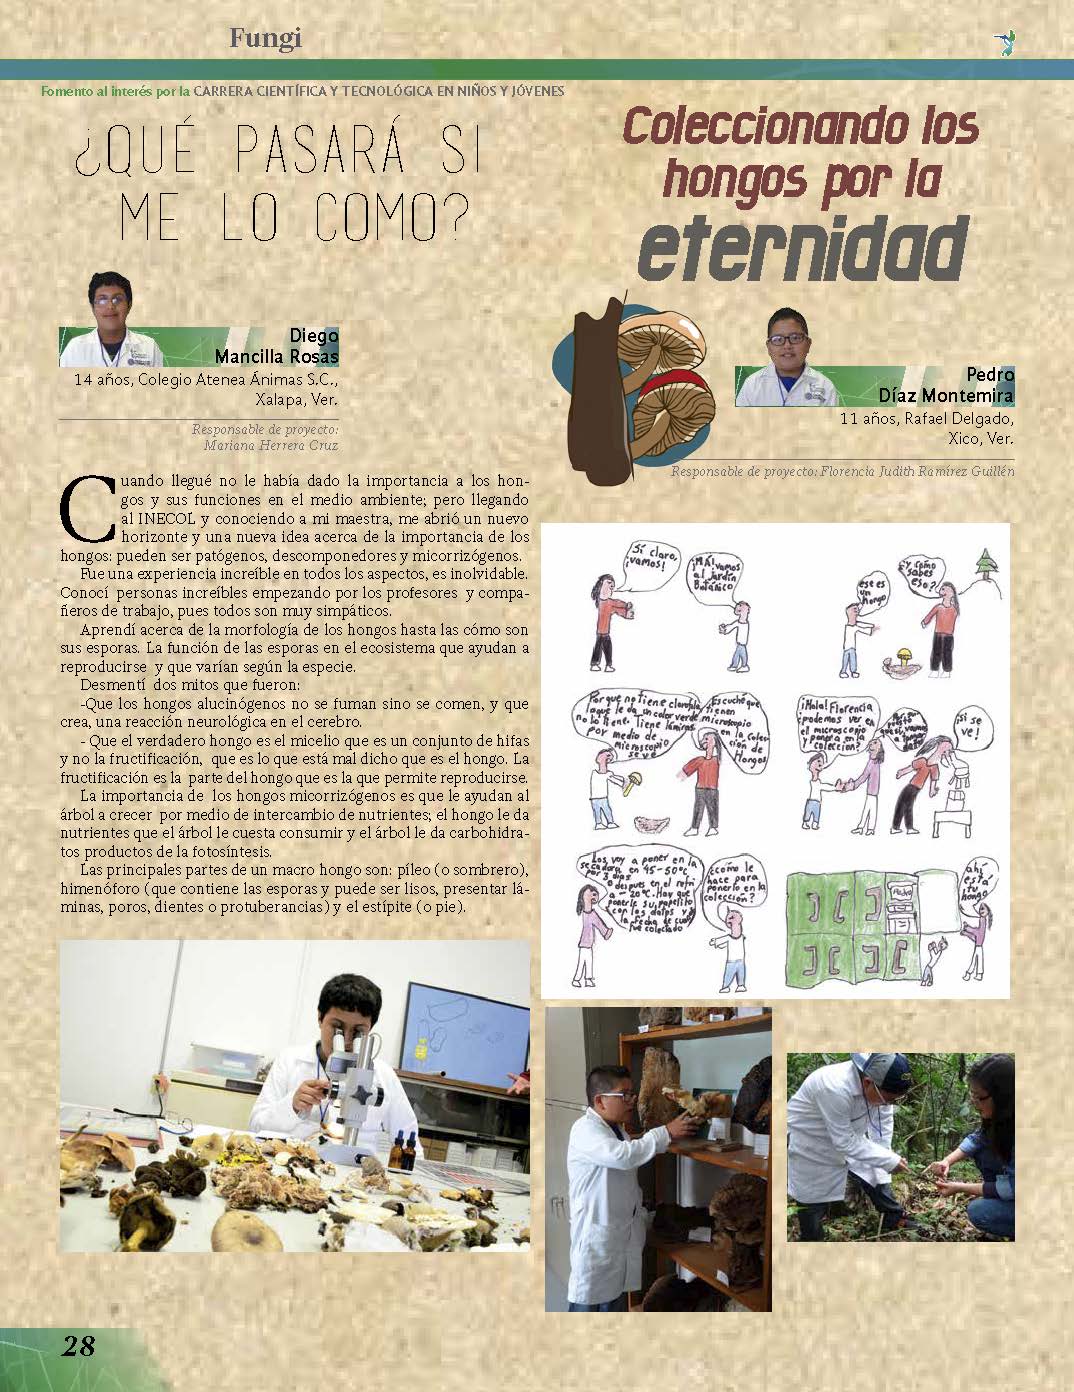 Fungi
Fomento al interés por la CARRERA CIENTÍFICA Y TECNOLÓGICA EN NIÑOS Y JÓVENES
¿QUÉ PASARÁ SI
ME LO COMO?
Diego
Mancilla Rosas
14 años, Colegio Atenea Ánimas S.C.,
Xalapa, Ver.
Responsable de proyecto:
Mariana Herrera Cruz
Cuando llegué no le había dado la importancia a los hon-
gos y sus funciones en el medio ambiente; pero llegando
al INECOL y conociendo a mi maestra, me abrió un nuevo
horizonte y una nueva idea acerca de la importancia de los
hongos: pueden ser patógenos, descomponedores y micorrizógenos.
Fue una experiencia increíble en todos los aspectos, es inolvidable.
Conocí personas increíbles empezando por los profesores y compa-
ñeros de trabajo, pues todos son muy simpáticos.
Aprendí acerca de la morfología de los hongos hasta las cómo son
sus esporas. La función de las esporas en el ecosistema que ayudan a
reproducirse y que varían según la especie.
Desmentí dos mitos que fueron:
-Que los hongos alucinógenos no se fuman sino se comen, y que
crea, una reacción neurológica en el cerebro.
- Que el verdadero hongo es el micelio que es un conjunto de hifas
y no la fructificación, que es lo que está mal dicho que es el hongo. La
fructificación es la parte del hongo que es la que permite reproducirse.
La importancia de los hongos micorrizógenos es que le ayudan al
árbol a crecer por medio de intercambio de nutrientes; el hongo le da
nutrientes que el árbol le cuesta consumir y el árbol le da carbohidra-
tos productos de la fotosíntesis.
Las principales partes de un macro hongo son: píleo (o sombrero),
himenóforo (que contiene las esporas y puede ser lisos, presentar lá-
minas, poros, dientes o protuberancias) y el estípite (o pie).
Coleccionando los
hongos por la
eternidad
Pedro
Díaz Montemira
11 años, Rafael Delgado,
Xico, Ver.
Responsable de proyecto: Florencia Judith Ramírez Guillén
Sí claro,
¡vamos!
¡MÁ! vamos
al Jardín
Botánico
ese es
un
hongo
¿y como
sabes
eso?
Porque no tiene clorofila
que le da un color verde
no lo tiene. Tiene láminas
por medio de
microscopio
se ve
Escuché que
tienen
microscopio
en la Colec
sión de
Hongos
¡Hola! Florencia
¿podemos ver en
el microscopio
y poner a en la
colección?
¡si se
ve!
Los voy a poner en la
secadora en 45-50°C
por 3 días
o despues en el refri
a -20°C. Hay que
ponerle su papelito
con los datos y
la fecha de cuando
fue colectado
¿cómo le
hace para
ponerlo en la
colección?
Pedro
ahí
está
tu
hongo
28